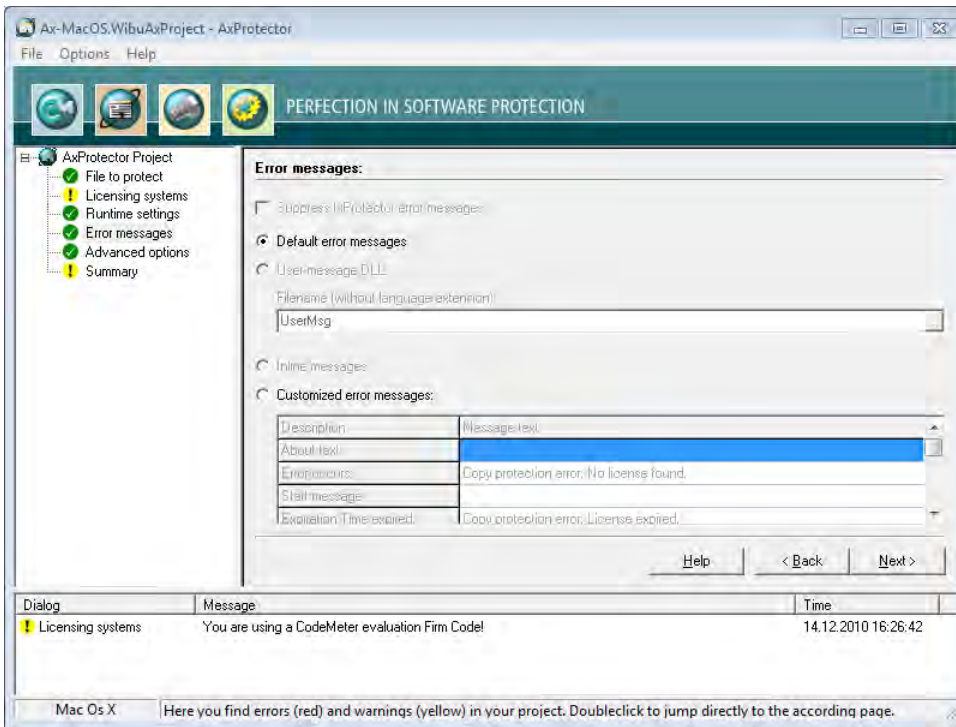 Ax-MacOS.WibuAxProject - AxProtector
File Options Help
PERFECTION IN SOFTWARE PROTECTION
AxProtector Project
File to protect
Licensing systems
Runtime settings
Error messages
Advanced options
Summary
Error messages:
Suppress IxProtector error messages
Default error messages
User-message DLL:
Filename (without language extension):
UserMsg
Inline messages
Customized error messages:
Description Message text
About text
Error occurs: Copy protection error. No license found.
Start message
Expiration Time expired. Copy protection error. License expired.
Help < Back Next >
Dialog Message Time
Licensing systems You are using a CodeMeter evaluation Firm Code! 14.12.2010 16:26:42
Mac Os X Here you find errors (red) and warnings (yellow) in your project. Doubleclick to jump directly to the according page.